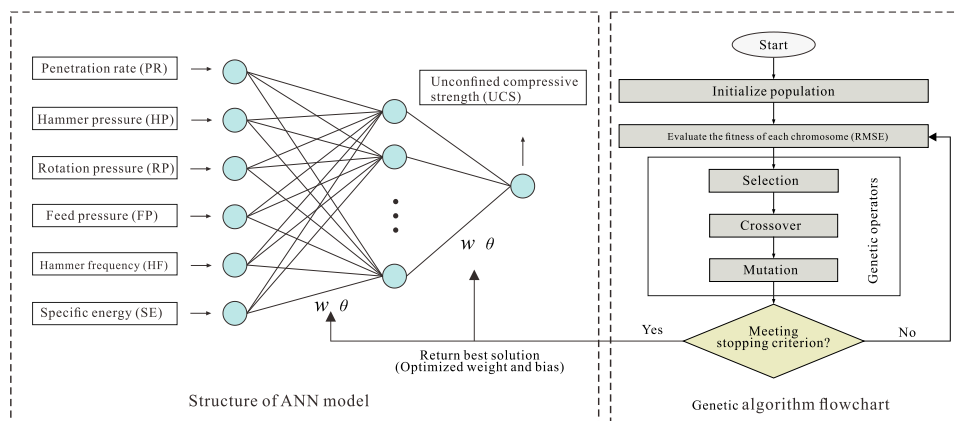 Penetration rate (PR)
Hammer pressure (HP)
Rotation pressure (RP)
Feed pressure (FP)
Hammer frequency (HF)
Specific energy (SE)
Unconfined compressive
strength (UCS)
w θ
w θ
Return best solution
(Optimized weight and bias)
Structure of ANN model
Start
Initialize population
Evaluate the fitness of each chromosome (RMSE)
Selection
Crossover
Mutation
Genetic operators
Meeting
stopping criterion?
Yes
No
Genetic algorithm flowchart